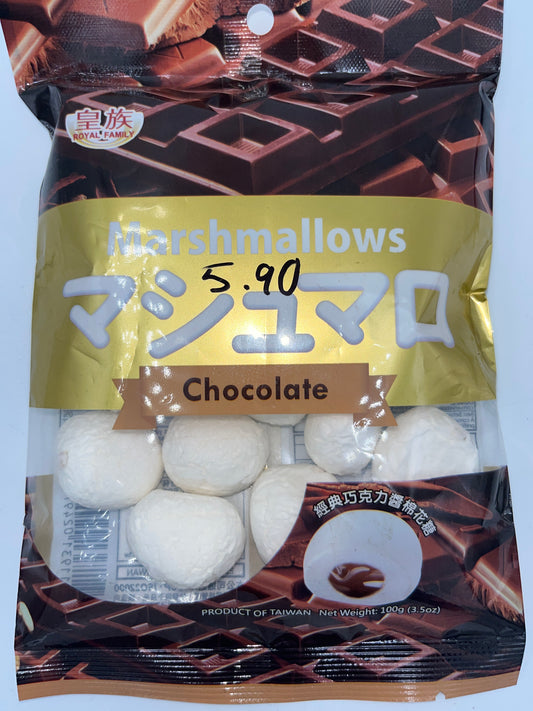 皇族
ROYAL FAMILY
Marshmallows
5.90
マシュマロ
Chocolate
經典巧克力醬棉花糖
PRODUCT OF TAIWAN Net Weight: 100g (3.5oz)